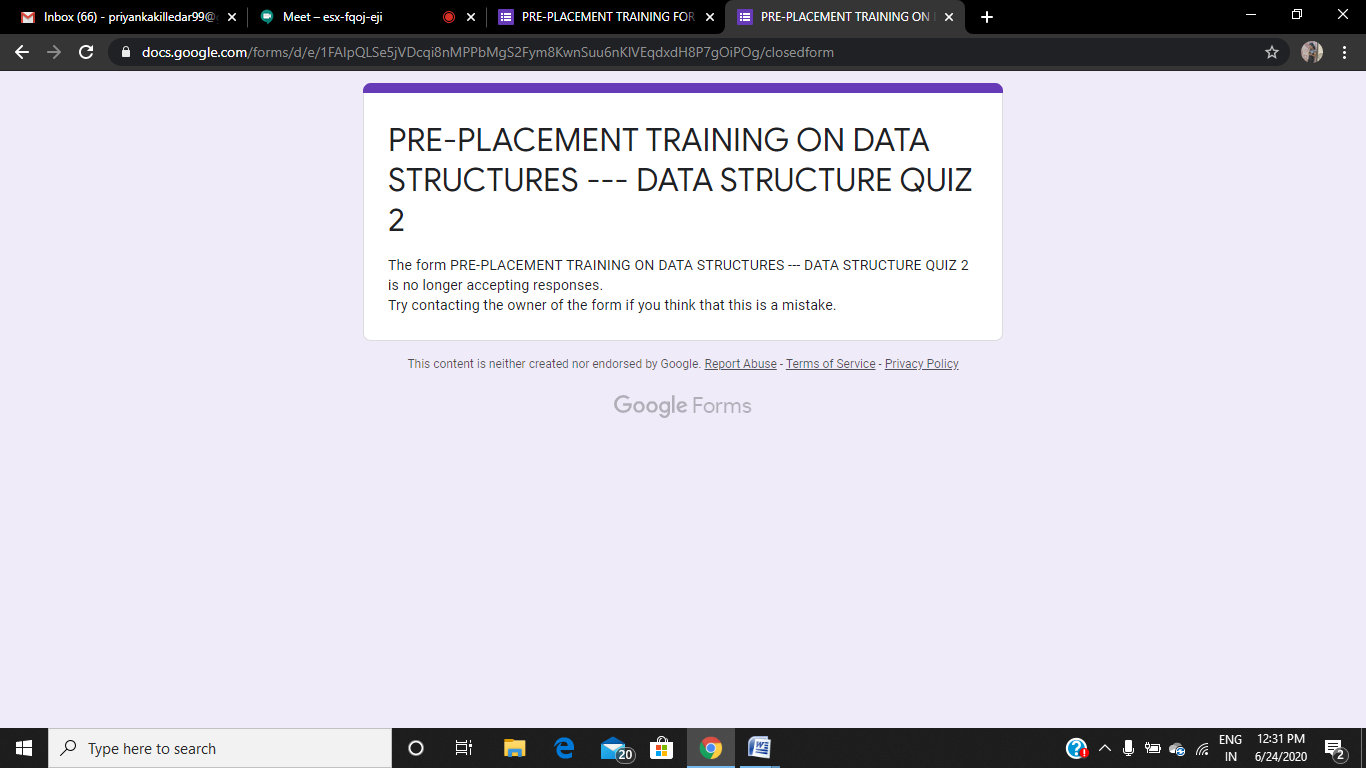 Inbox (66) - priyankakilledar99@
Meet – esx-fqoj-eji
PRE-PLACEMENT TRAINING FOR
PRE-PLACEMENT TRAINING ON
docs.google.com/forms/d/e/1FAIpQLSe5jVDcqi8nMPPbMgS2Fym8KwnSuu6nKlVEqdxdH8P7gOiPOg/closedform
PRE-PLACEMENT TRAINING ON DATA
STRUCTURES --- DATA STRUCTURE QUIZ
2
The form PRE-PLACEMENT TRAINING ON DATA STRUCTURES --- DATA STRUCTURE QUIZ 2
is no longer accepting responses.
Try contacting the owner of the form if you think that this is a mistake.
This content is neither created nor endorsed by Google. Report Abuse - Terms of Service - Privacy Policy
Google Forms
Type here to search
20
ENG
IN
12:31 PM
6/24/2020
2